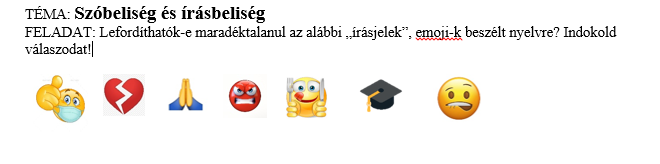 TÉMA: Szóbeliség és írásbeliség
FELADAT: Lefordíthatók-e maradéktalanul az alábbi „írásjelek”, emoji-k beszélt nyelvre? Indokold
válaszodat!